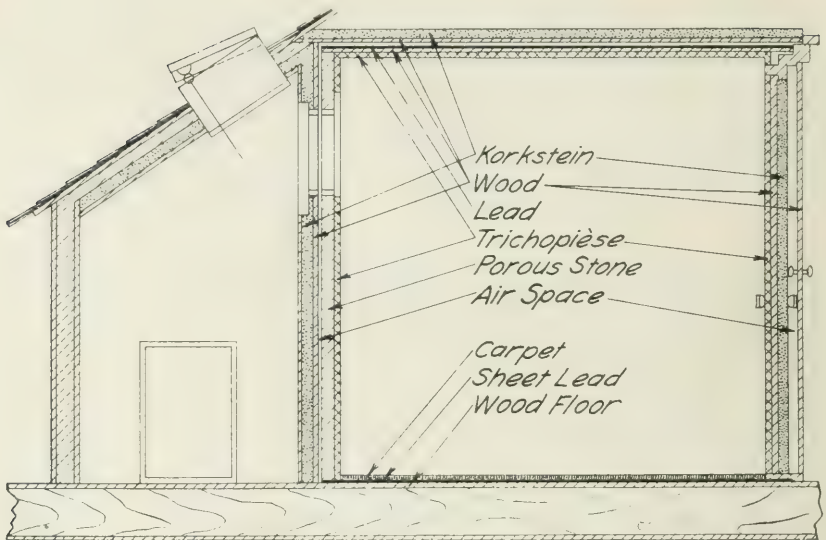 Korkstein
Wood
Lead
Trichopièse
Porous Stone
Air Space
Carpet
Sheet Lead
Wood Floor